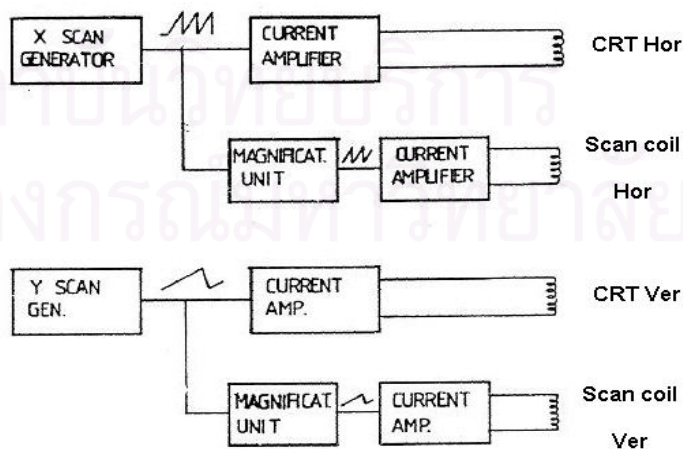 X SCAN
GENERATOR
CURRENT
AMPLIFIER
CRT Hor
MAGNIFICAT.
UNIT
CURRENT
AMPLIFIER
Scan coil
Hor
Y SCAN
GEN.
CURRENT
AMP.
CRT Ver
MAGNIFICAT.
UNIT
CURRENT
AMP.
Scan coil
Ver